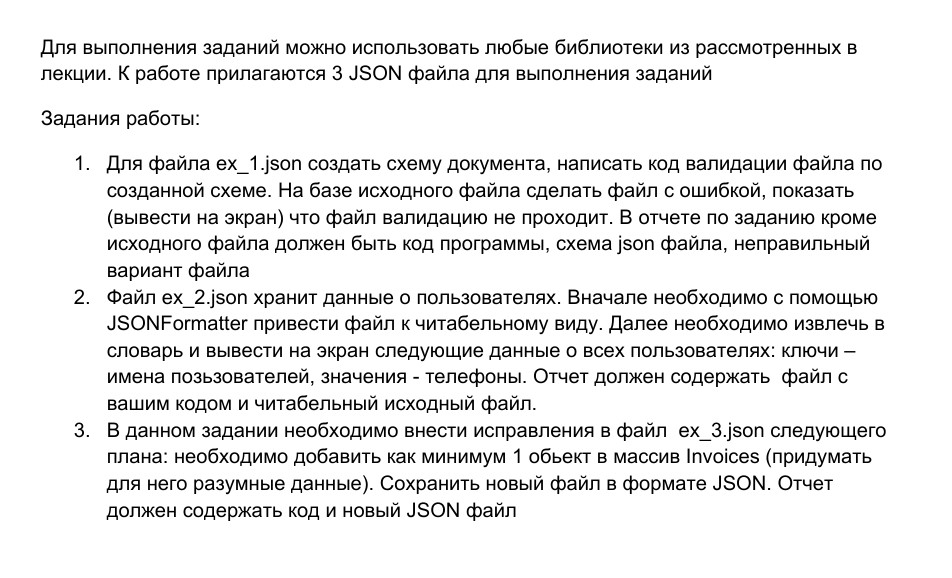 Для выполнения заданий можно использовать любые библиотеки из рассмотренных в
лекции. К работе прилагаются 3 JSON файла для выполнения заданий
Задания работы:
1. Для файла ex_1.json создать схему документа, написать код валидации файла по
созданной схеме. На базе исходного файла сделать файл с ошибкой, показать
(вывести на экран) что файл валидацию не проходит. В отчете по заданию кроме
исходного файла должен быть код программы, схема json файла, неправильный
вариант файла
2. Файл ex_2.json хранит данные о пользователях. Вначале необходимо с помощью
JSONFormatter привести файл к читабельному виду. Далее необходимо извлечь в
словарь и вывести на экран следующие данные о всех пользователях: ключи –
имена позьзователей, значения - телефоны. Отчет должен содержать  файл с
вашим кодом и читабельный исходный файл.
3. В данном задании необходимо внести исправления в файл  ex_3.json следующего
плана: необходимо добавить как минимум 1 обьект в массив Invoices (придумать
для него разумные данные). Сохранить новый файл в формате JSON. Отчет
должен содержать код и новый JSON файл